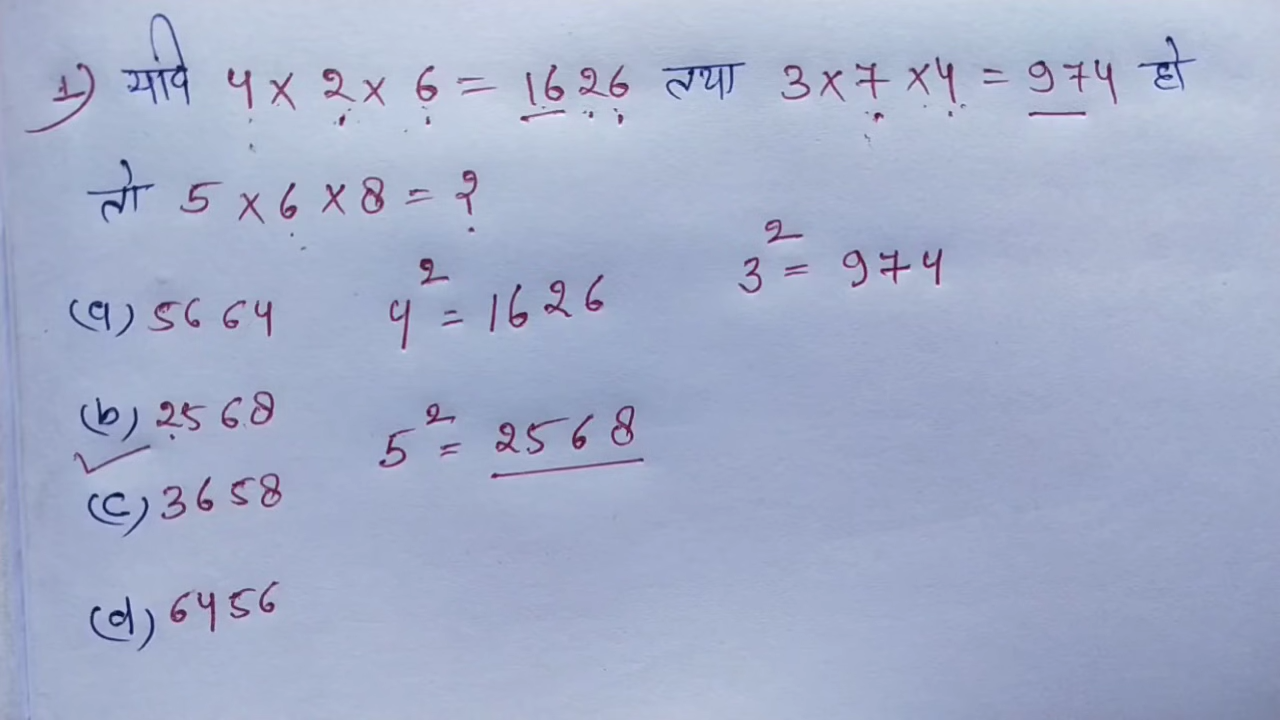 1) यदि 4 × 2 × 6 = 1626 तथा 3 × 7 × 4 = 974 हो
तो 5 × 6 × 8 = ?
(a) 5664
4² = 1626
3² = 974
(b) 2568
5² = 2568
(c) 3658
(d) 6456